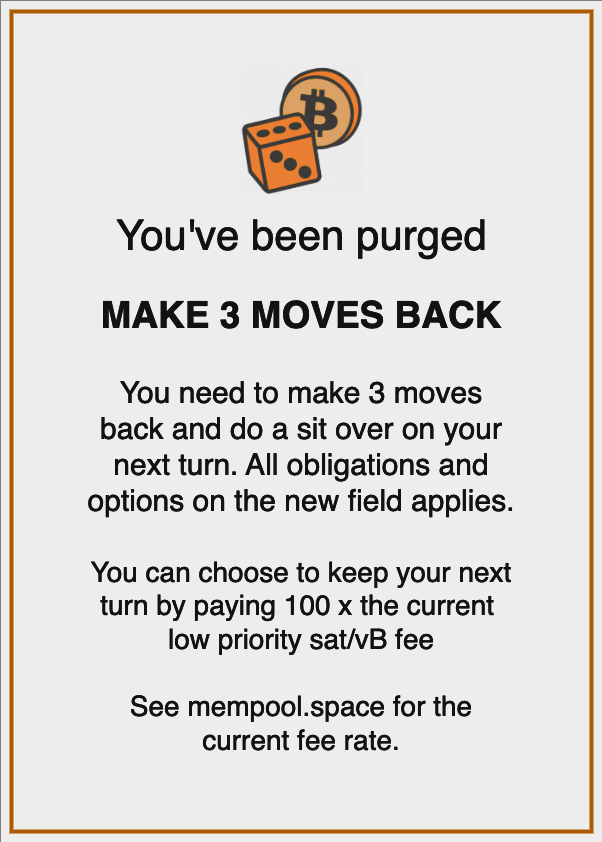 You've been purged
MAKE 3 MOVES BACK
You need to make 3 moves
back and do a sit over on your
next turn. All obligations and
options on the new field applies.
You can choose to keep your next
turn by paying 100 x the current
low priority sat/vB fee
See mempool.space for the
current fee rate.